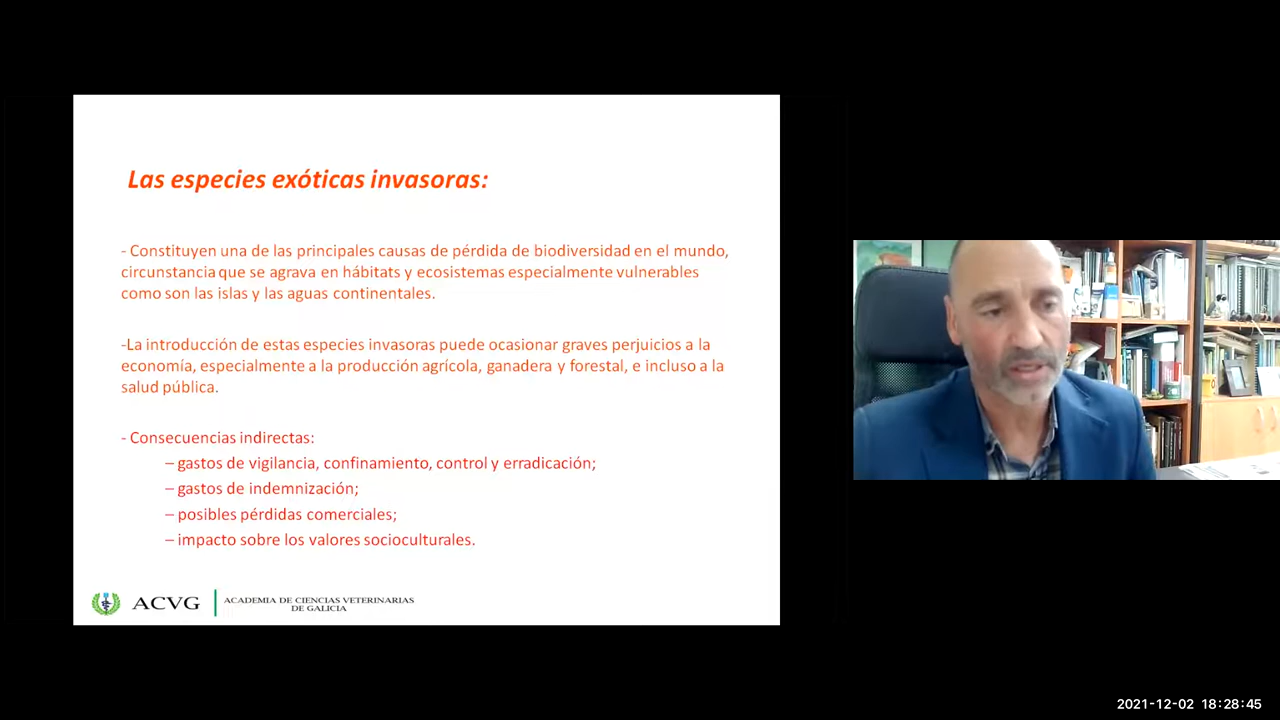 Las especies exóticas invasoras:
- Constituyen una de las principales causas de pérdida de biodiversidad en el mundo,
circunstancia que se agrava en hábitats y ecosistemas especialmente vulnerables
como son las islas y las aguas continentales.
-La introducción de estas especies invasoras puede ocasionar graves perjuicios a la
economía, especialmente a la producción agrícola, ganadera y forestal, e incluso a la
salud pública.
- Consecuencias indirectas:
– gastos de vigilancia, confinamiento, control y erradicación;
– gastos de indemnización;
– posibles pérdidas comerciales;
– impacto sobre los valores socioculturales.
ACVG
ACADEMIA DE CIENCIAS VETERINARIAS
DE GALICIA
2021-12-02 18:28:45